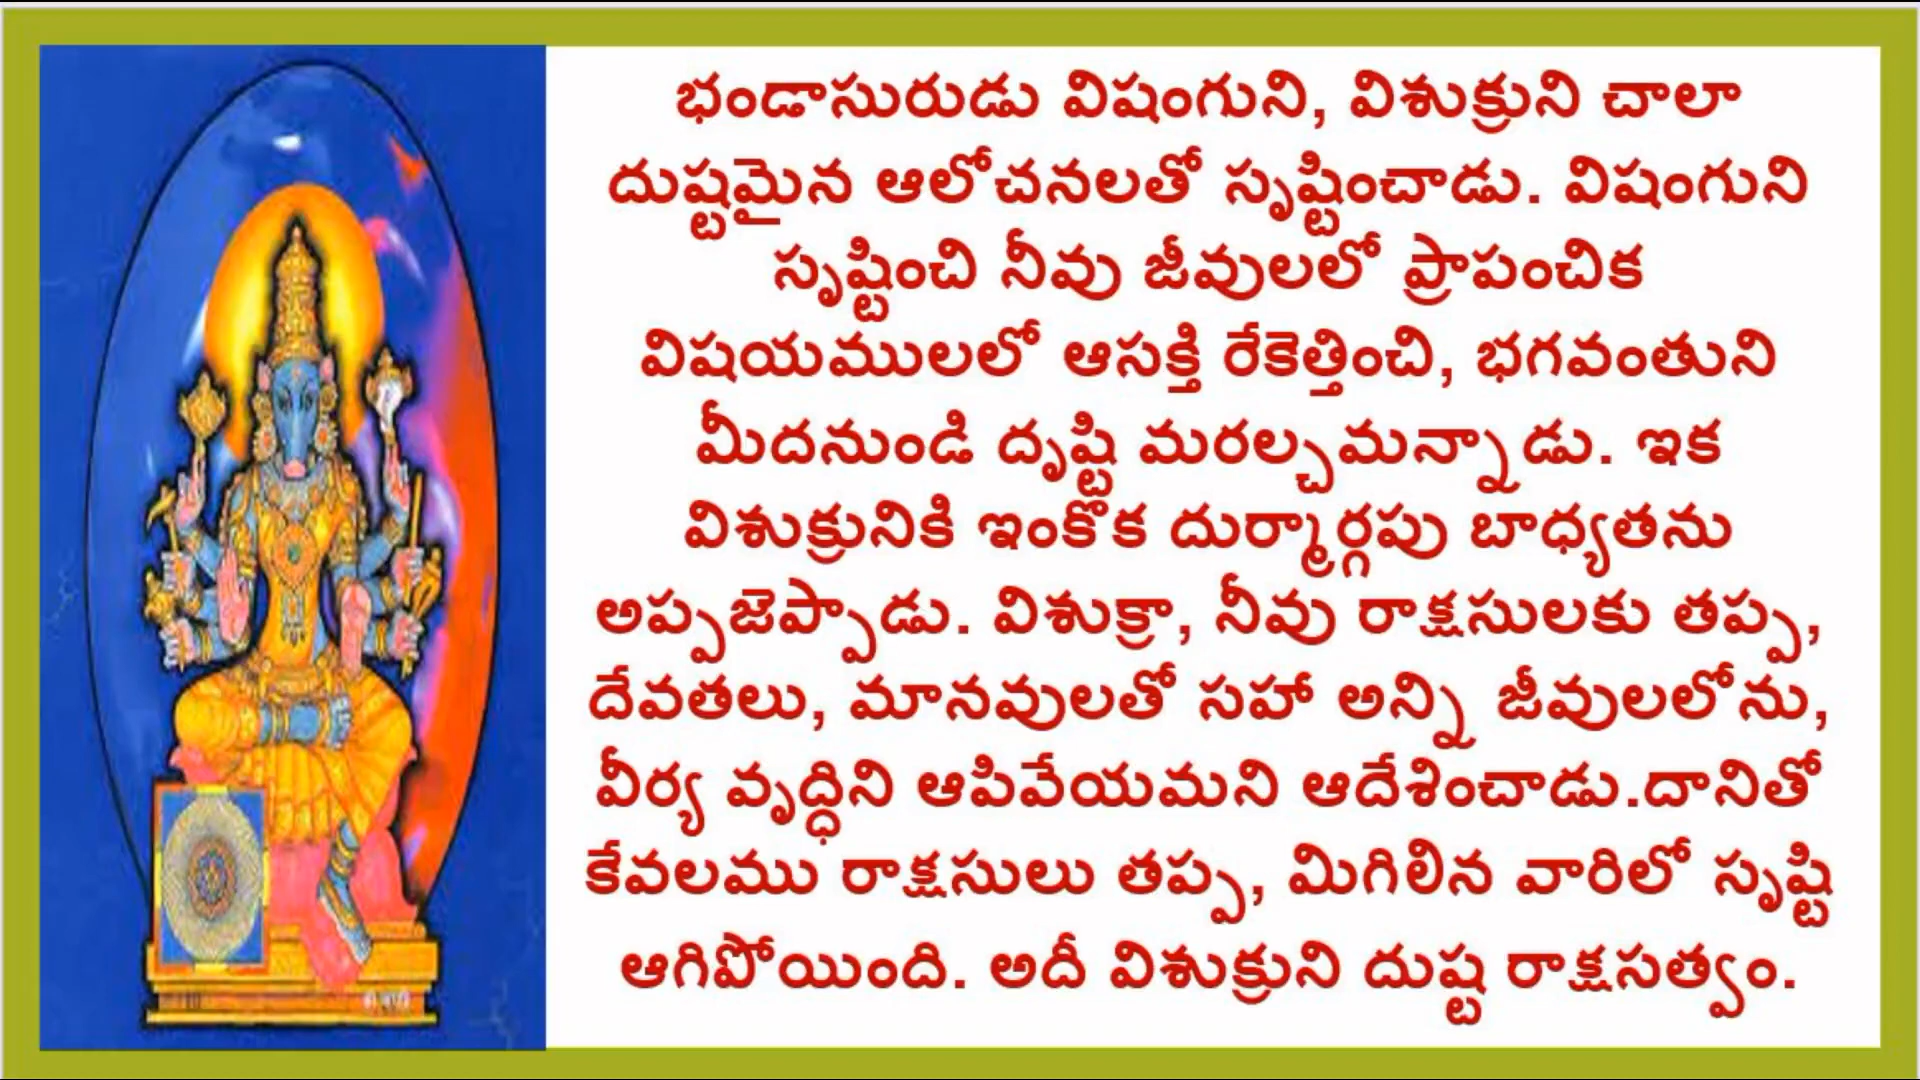 భండాసురుడు విషంగుని, విశుక్రుని చాలా
దుష్టమైన ఆలోచనలతో సృష్టించాడు. విషంగుని
సృష్టించి నీవు జీవులలో ప్రాపంచిక
విషయములలో ఆసక్తి రేకెత్తించి, భగవంతుని
మీదనుండి దృష్టి మరల్చమన్నాడు. ఇక
విశుక్రునికి ఇంకొక దుర్మార్గపు బాధ్యతను
అప్పజెప్పాడు. విశుక్రా, నీవు రాక్షసులకు తప్ప,
దేవతలు, మానవులతో సహా అన్ని జీవులలోను,
వీర్య వృద్ధిని ఆపివేయమని ఆదేశించాడు.దానితో
కేవలము రాక్షసులు తప్ప, మిగిలిన వారిలో సృష్టి
ఆగిపోయింది. అదీ విశుక్రుని దుష్ట రాక్షసత్వం.